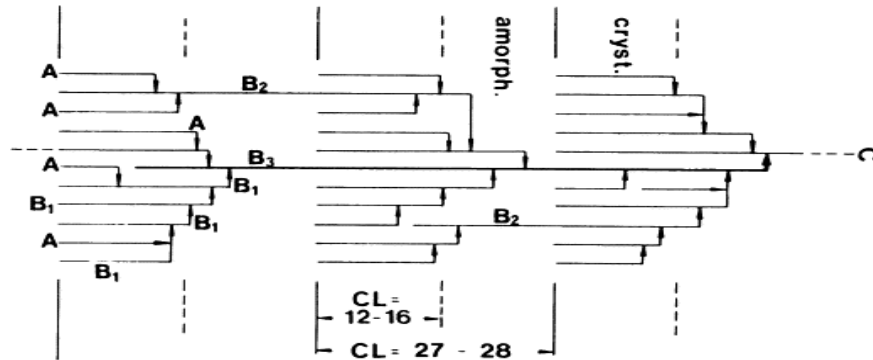 amorph.
cryst.
A
B₂
A
A
C
A
B₃
B₁
B₁
B₂
B₁
A
B₁
CL=
12-16
CL = 27 - 28